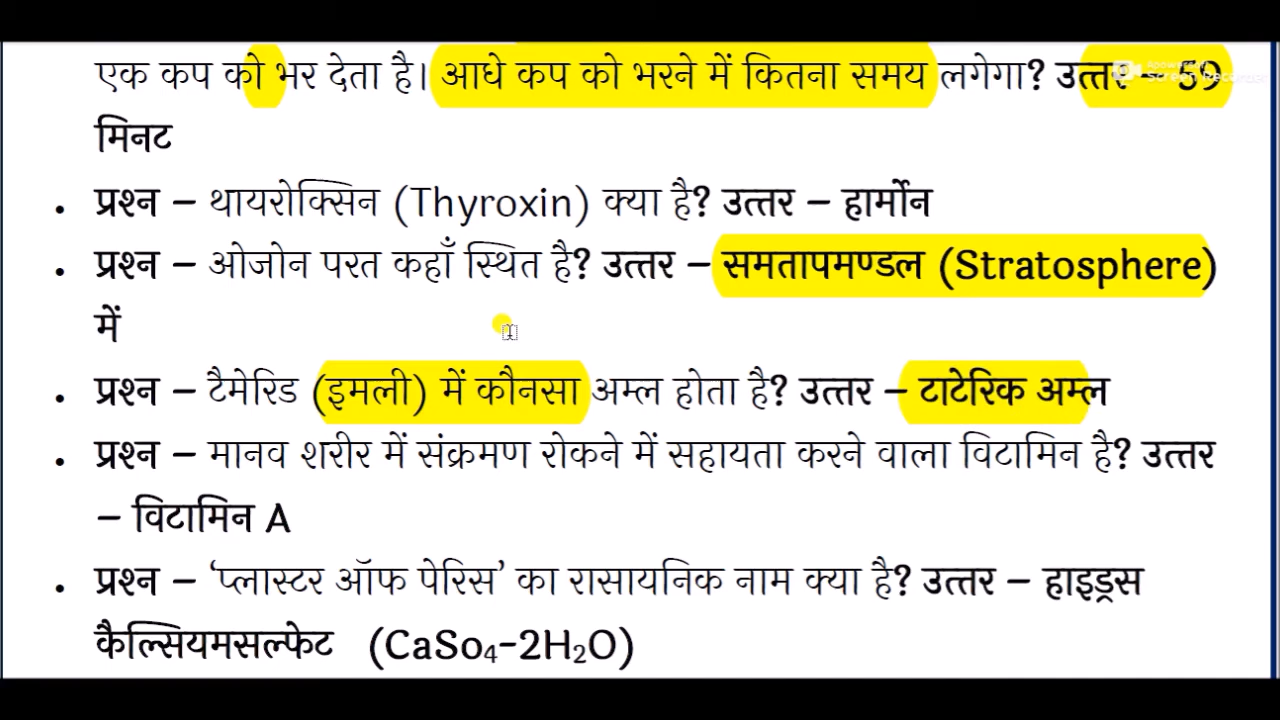 एक कप को भर देता है। आधे कप को भरने में कितना समय लगेगा? उत्तर – 59
मिनट
• प्रश्न – थायरोक्सिन (Thyroxin) क्या है? उत्तर – हार्मोन
• प्रश्न – ओजोन परत कहाँ स्थित है? उत्तर – समतापमण्डल (Stratosphere)
में
• प्रश्न – टैमेरिड (इमली) में कौनसा अम्ल होता है? उत्तर – टाटेरिक अम्ल
• प्रश्न – मानव शरीर में संक्रमण रोकने में सहायता करने वाला विटामिन है? उत्तर
– विटामिन A
• प्रश्न – ‘प्लास्टर ऑफ पेरिस’ का रासायनिक नाम क्या है? उत्तर – हाइड्रस
कैल्सियमसल्फेट (CaSo₄-2H₂O)